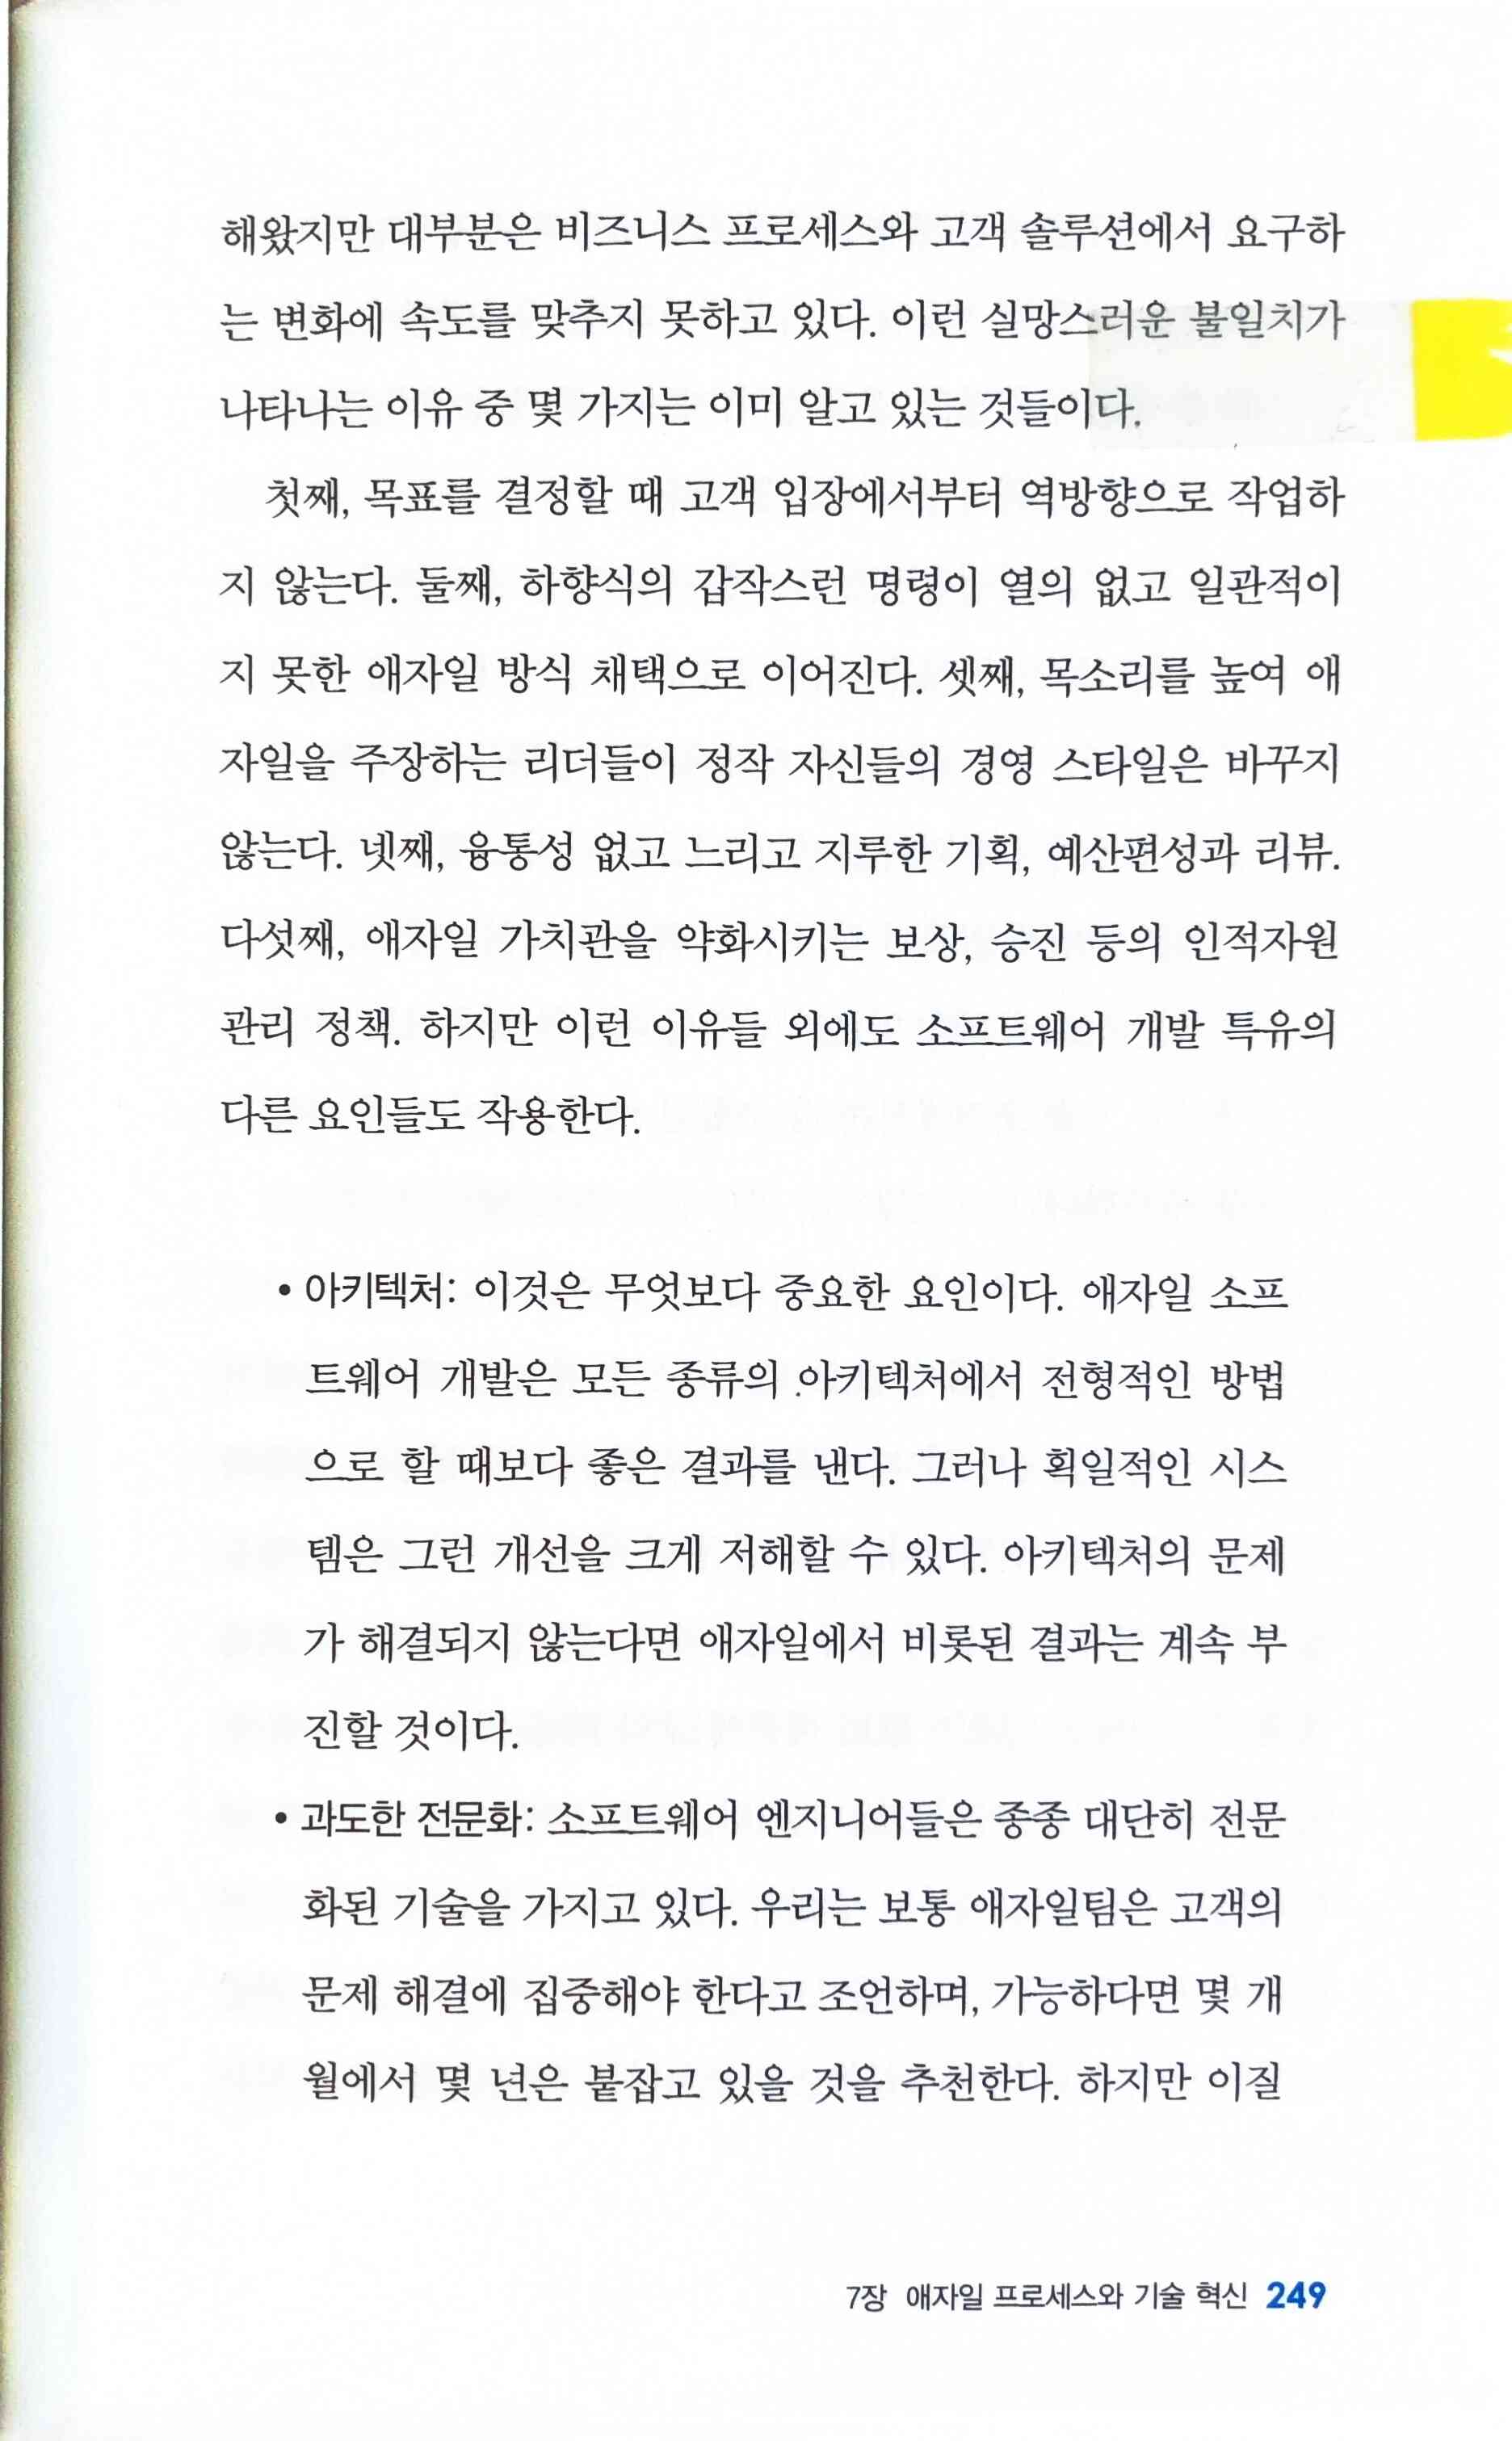 해왔지만 대부분은 비즈니스 프로세스와 고객 솔루션에서 요구하
는 변화에 속도를 맞추지 못하고 있다. 이런 실망스러운 불일치가
나타나는 이유 중 몇 가지는 이미 알고 있는 것들이다.
첫째, 목표를 결정할 때 고객 입장에서부터 역방향으로 작업하
지 않는다. 둘째, 하향식의 갑작스런 명령이 열의 없고 일관적이
지 못한 애자일 방식 채택으로 이어진다. 셋째, 목소리를 높여 애
자일을 주장하는 리더들이 정작 자신들의 경영 스타일은 바꾸지
않는다. 넷째, 융통성 없고 느리고 지루한 기획, 예산편성과 리뷰.
다섯째, 애자일 가치관을 약화시키는 보상, 승진 등의 인적자원
관리 정책. 하지만 이런 이유들 외에도 소프트웨어 개발 특유의
다른 요인들도 작용한다.
• 아키텍처: 이것은 무엇보다 중요한 요인이다. 애자일 소프
트웨어 개발은 모든 종류의 아키텍처에서 전형적인 방법
으로 할 때보다 좋은 결과를 낸다. 그러나 획일적인 시스
템은 그런 개선을 크게 저해할 수 있다. 아키텍처의 문제
가 해결되지 않는다면 애자일에서 비롯된 결과는 계속 부
진할 것이다.
• 과도한 전문화: 소프트웨어 엔지니어들은 종종 대단히 전문
화된 기술을 가지고 있다. 우리는 보통 애자일팀은 고객의
문제 해결에 집중해야 한다고 조언하며, 가능하다면 몇 개
월에서 몇 년은 붙잡고 있을 것을 추천한다. 하지만 이질
7장 애자일 프로세스와 기술 혁신 249